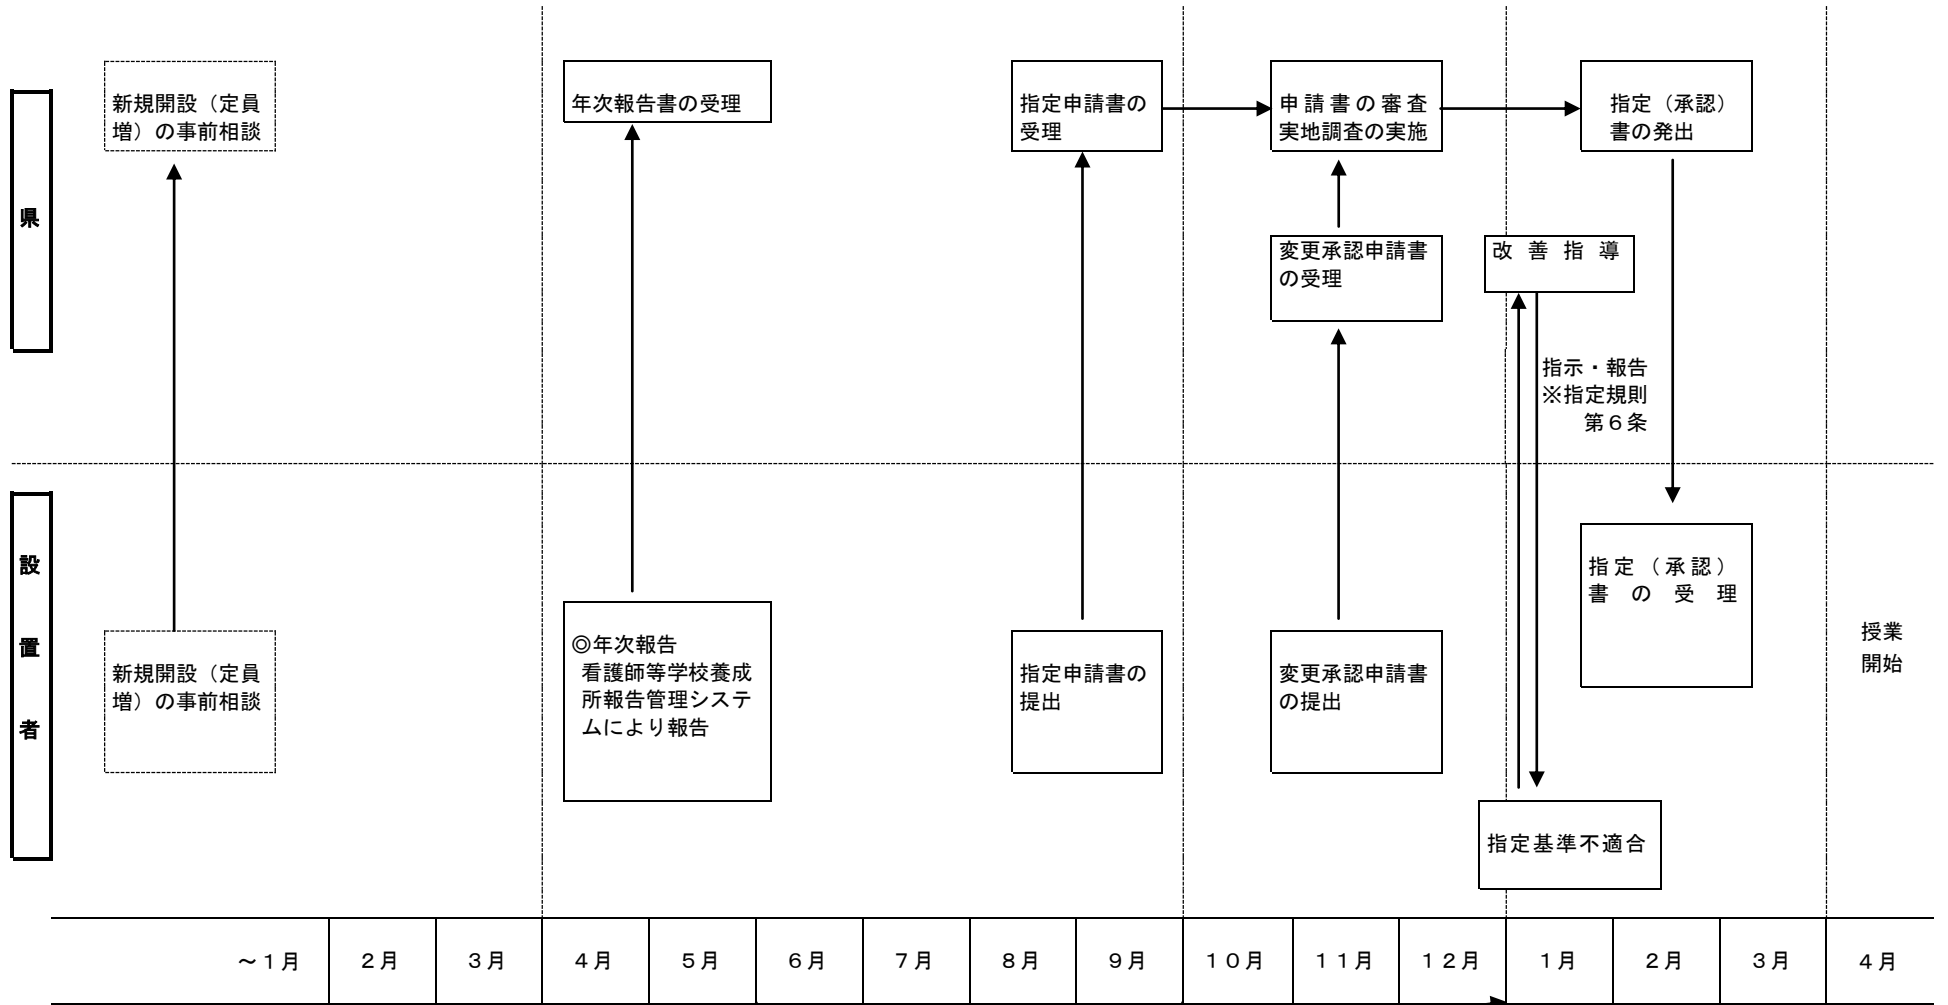 県
新規開設（定員
増）の事前相談
年次報告書の受理
指定申請書の
受理
申請書の審査
実地調査の実施
指定（承認）
書の発出
変更承認申請書
の受理
改善指導
指示・報告
※指定規則
第６条
設置者
新規開設（定員
増）の事前相談
◎年次報告
看護師等学校養成
所報告管理システ
ムにより報告
指定申請書の
提出
変更承認申請書
の提出
指定（承認）
書の受理
授業
開始
指定基準不適合
～１月
２月
３月
４月
５月
６月
７月
８月
９月
１０月
１１月
１２月
１月
２月
３月
４月